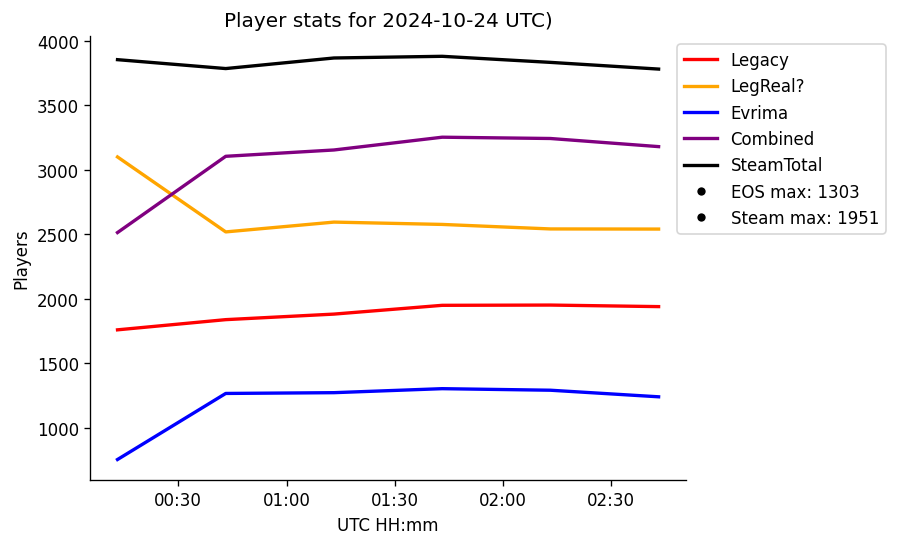 Player stats for 2024-10-24 UTC)
4000
3500
3000
2500
2000
1500
1000
Players
00:30
01:00
01:30
02:00
02:30
UTC HH:mm
Legacy
LegReal?
Evrima
Combined
SteamTotal
EOS max: 1303
Steam max: 1951